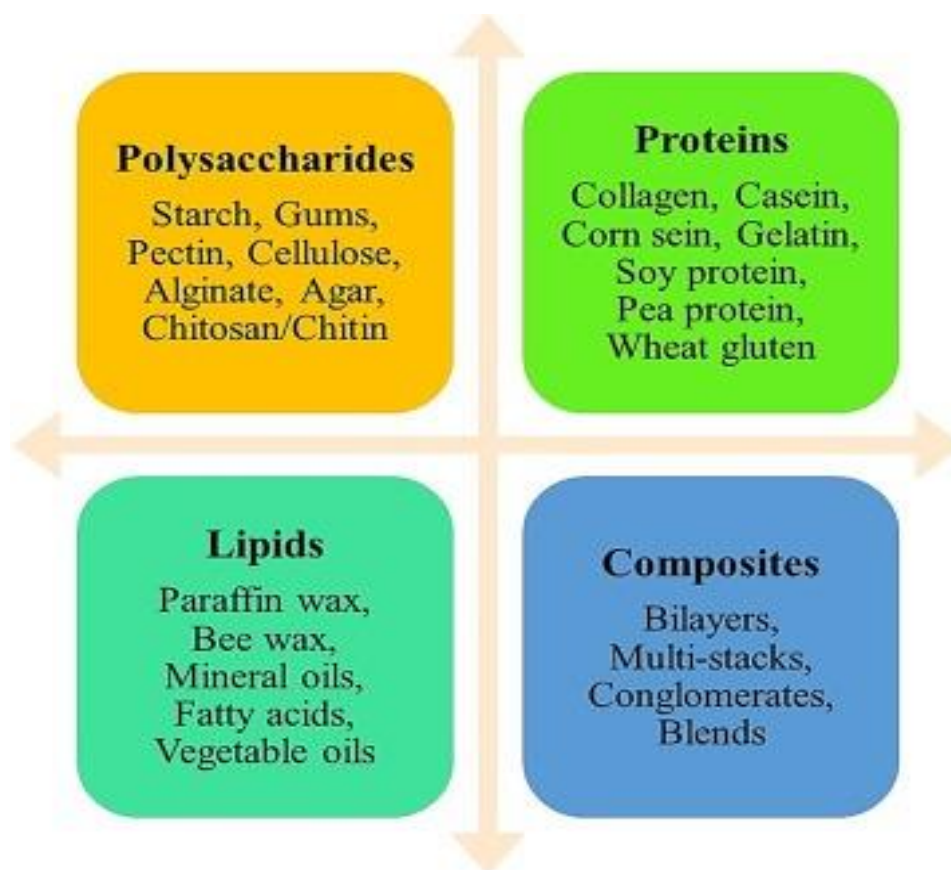 Polysaccharides
Starch, Gums,
Pectin, Cellulose,
Alginate, Agar,
Chitosan/Chitin
Proteins
Collagen, Casein,
Corn sein, Gelatin,
Soy protein,
Pea protein,
Wheat gluten
Lipids
Paraffin wax,
Bee wax,
Mineral oils,
Fatty acids,
Vegetable oils
Composites
Bilayers,
Multi-stacks,
Conglomerates,
Blends